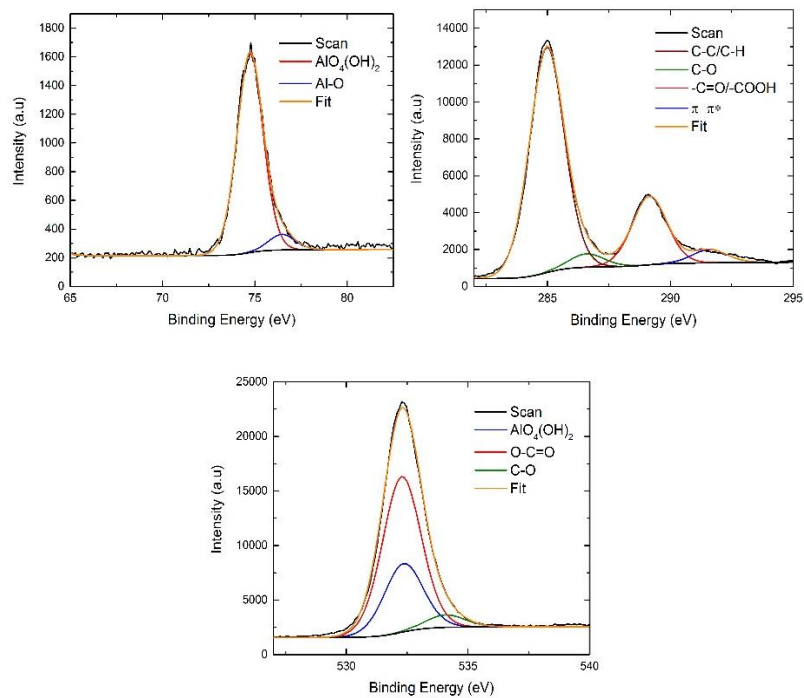 1800
1600
1400
1200
1000
800
600
400
200
0
Intensity (a.u)
65
70
75
80
Binding Energy (eV)
Scan
AlO₄(OH)₂
Al-O
Fit
14000
12000
10000
8000
6000
4000
2000
0
Intensity (a.u)
285
290
295
Binding Energy (eV)
Scan
C-C/C-H
C-O
-C=O/-COOH
π π*
Fit
25000
20000
15000
10000
5000
0
Intensity (a.u)
530
535
540
Binding Energy (eV)
Scan
AlO₄(OH)₂
O-C=O
C-O
Fit